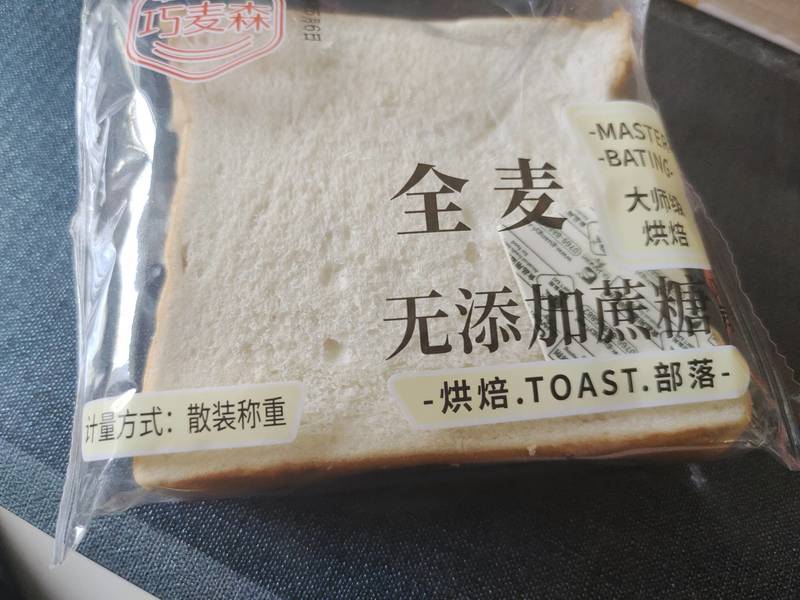 巧麦森
-MASTER
-BATING-
大师级
烘焙
全麦
无添加蔗糖
-烘焙.TOAST.部落-
计量方式：散装称重